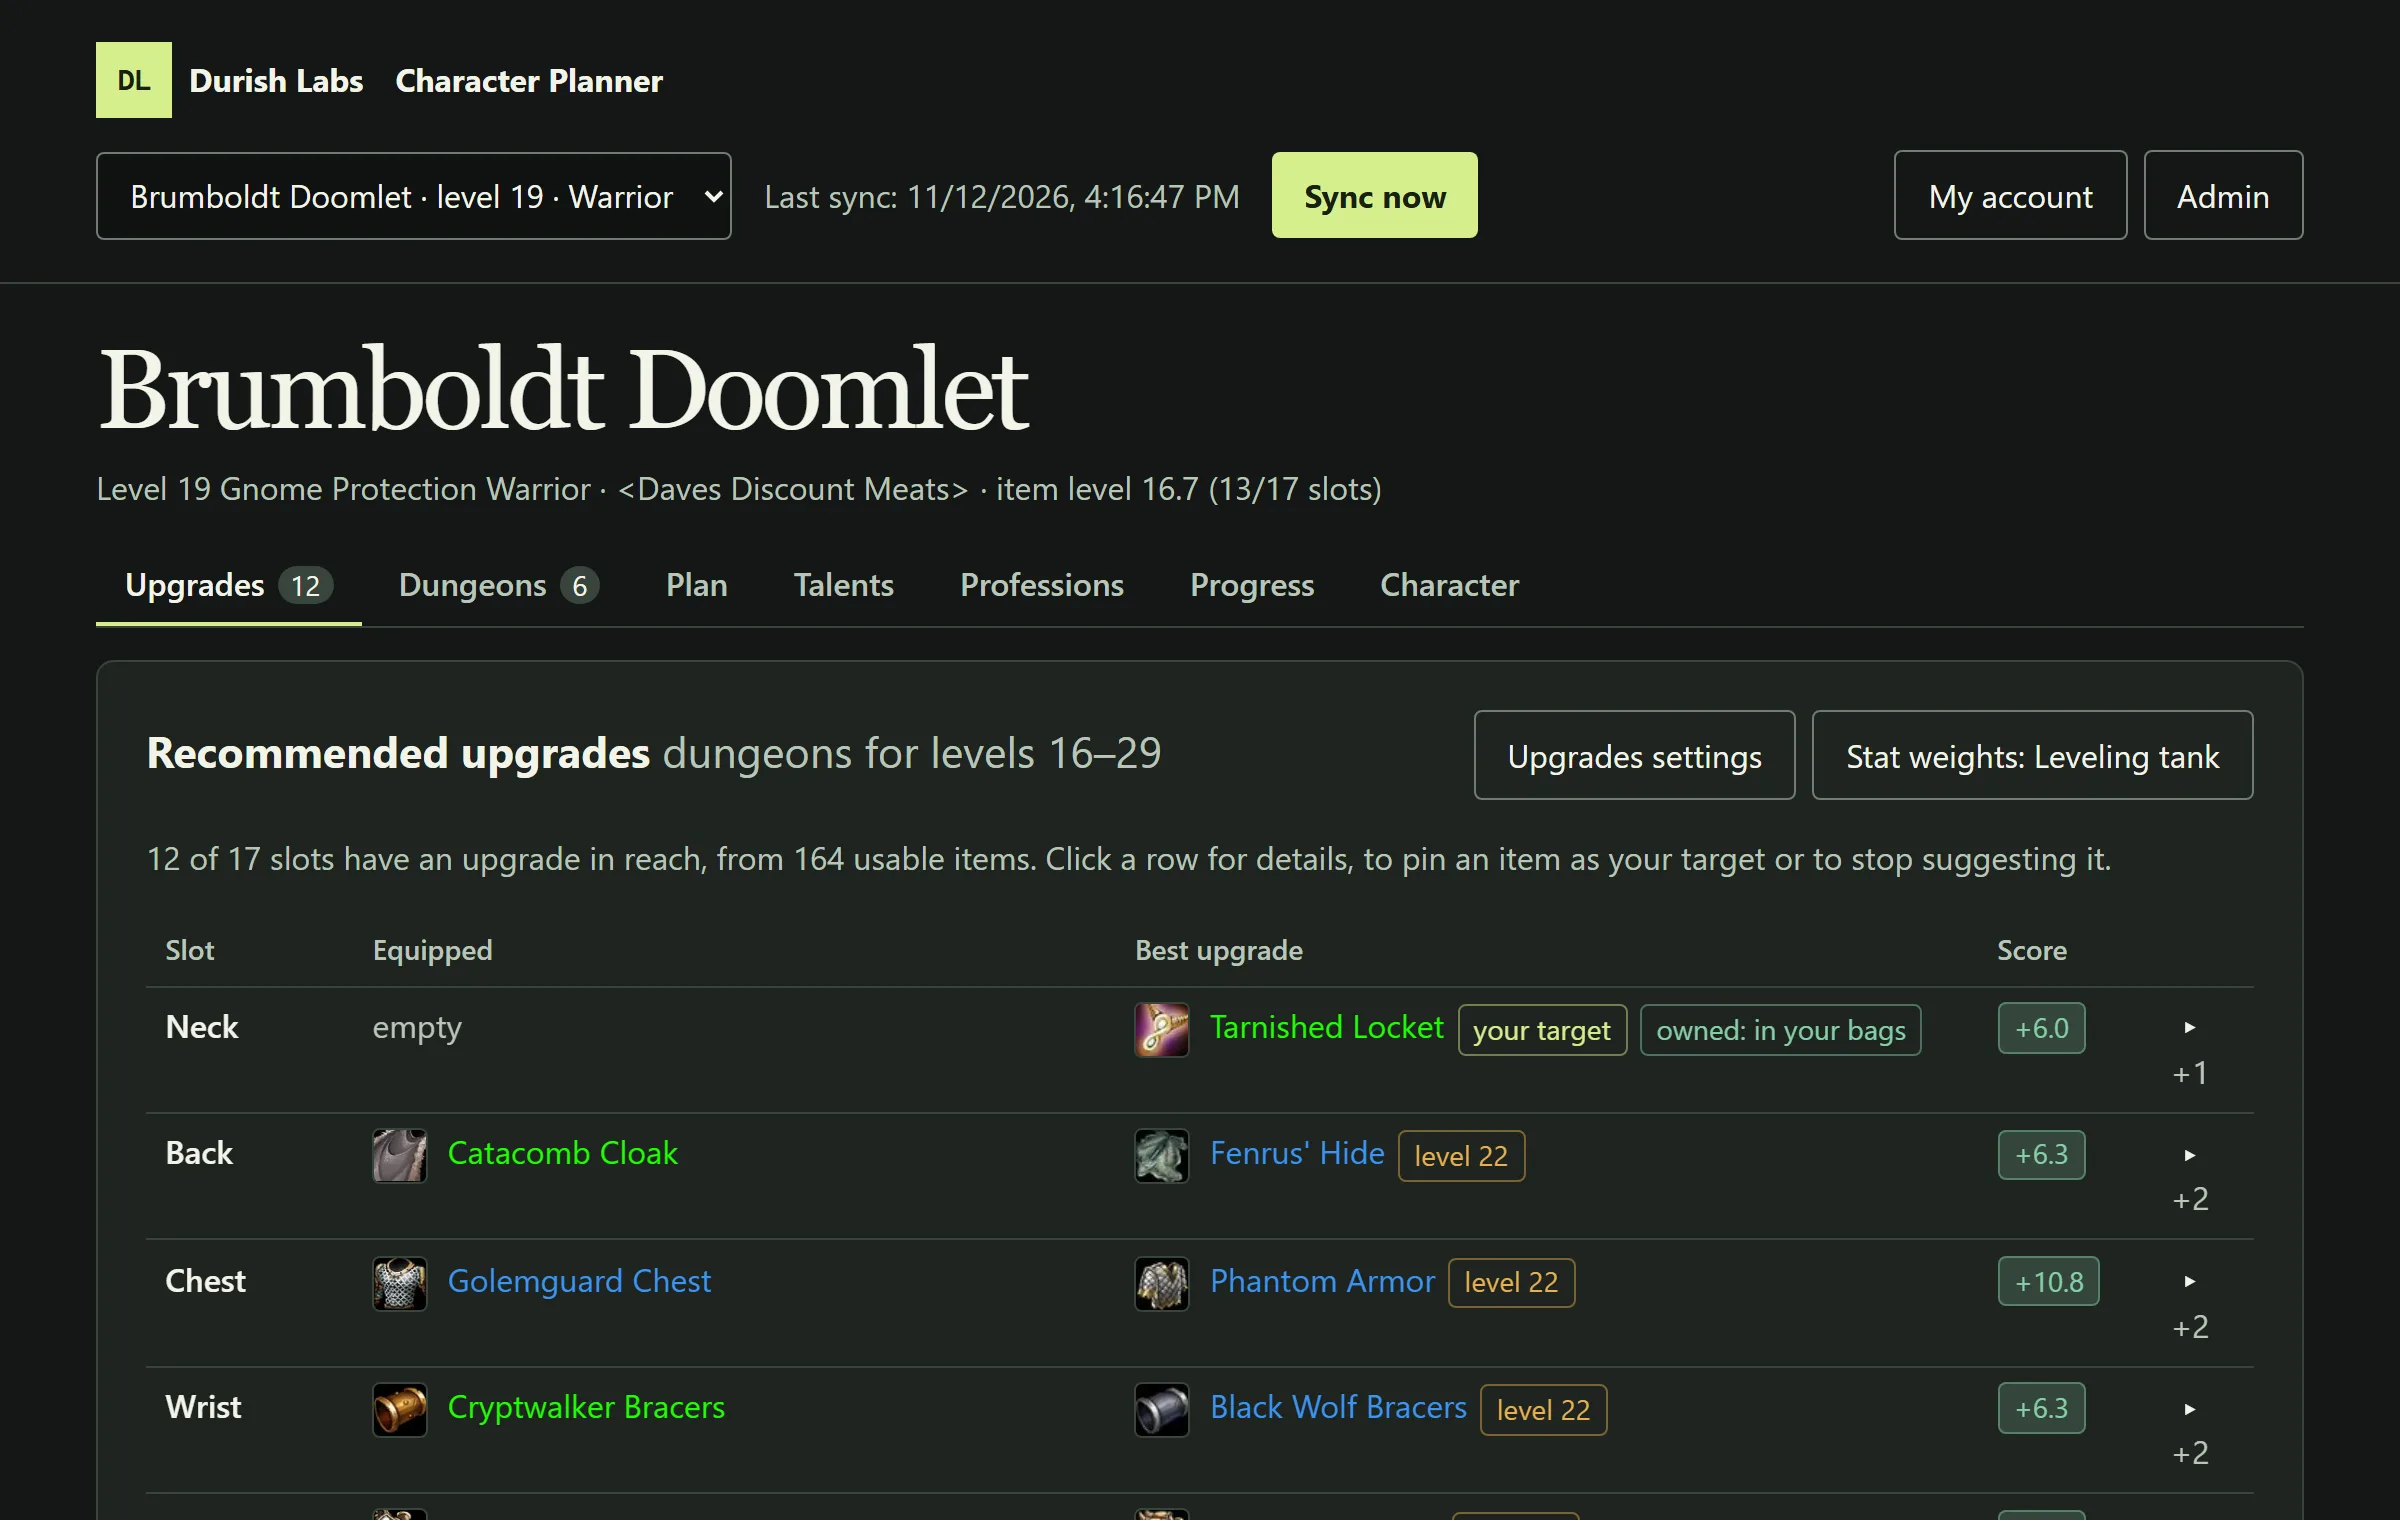 DL Durish Labs Character Planner
Brumboldt Doomlet · level 19 · Warrior Last sync: 11/12/2026, 4:16:47 PM Sync now My account Admin
Brumboldt Doomlet
Level 19 Gnome Protection Warrior · <Daves Discount Meats> · item level 16.7 (13/17 slots)
Upgrades 12 Dungeons 6 Plan Talents Professions Progress Character
Recommended upgrades dungeons for levels 16–29 Upgrades settings Stat weights: Leveling tank
12 of 17 slots have an upgrade in reach, from 164 usable items. Click a row for details, to pin an item as your target or to stop suggesting it.
Slot Equipped Best upgrade Score
Neck empty Tarnished Locket your target owned: in your bags +6.0
+1
Back Catacomb Cloak Fenrus' Hide level 22 +6.3
+2
Chest Golemguard Chest Phantom Armor level 22 +10.8
+2
Wrist Cryptwalker Bracers Black Wolf Bracers level 22 +6.3
+2